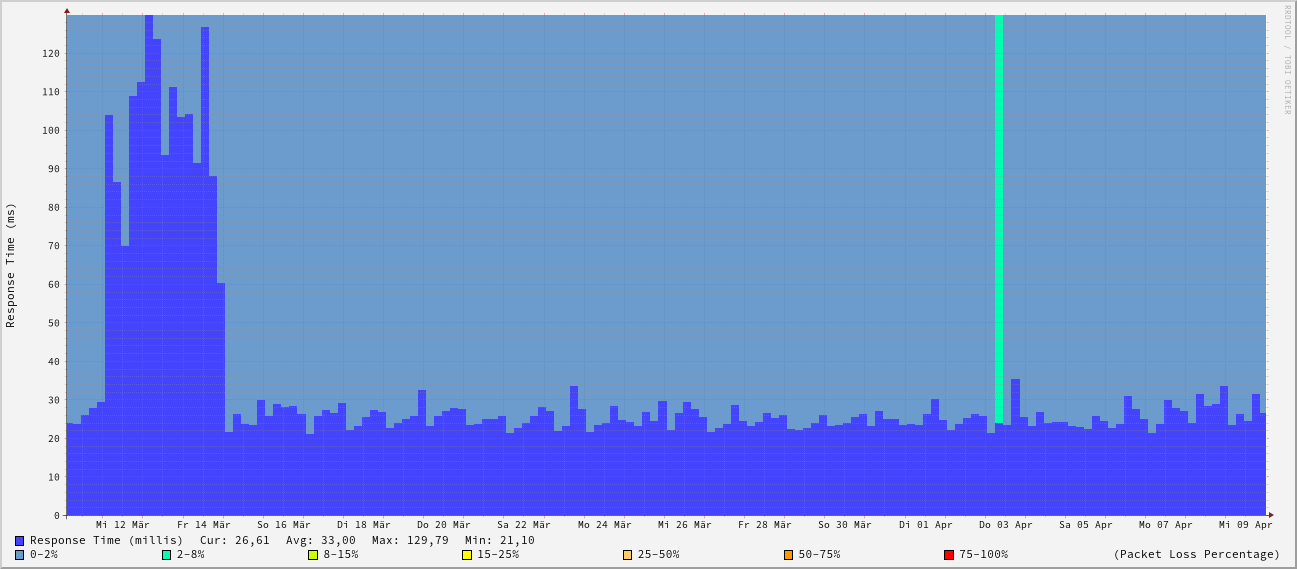 RRDTOOL / TOBI OETIKER
Response Time (ms)
120
110
100
90
80
70
60
50
40
30
20
10
0
Mi 12 Mär Fr 14 Mär So 16 Mär Di 18 Mär Do 20 Mär Sa 22 Mär Mo 24 Mär Mi 26 Mär Fr 28 Mär So 30 Mär Di 01 Apr Do 03 Apr Sa 05 Apr Mo 07 Apr Mi 09 Apr
Response Time (millis) Cur: 26,61 Avg: 33,00 Max: 129,79 Min: 21,10
0-2% 2-8% 8-15% 15-25% 25-50% 50-75% 75-100% (Packet Loss Percentage)